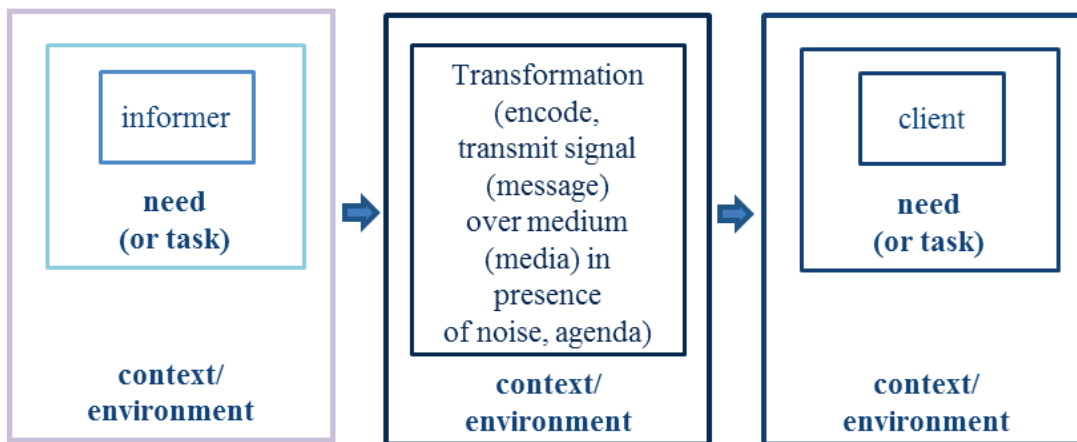 informer
need
(or task)
context/
environment
Transformation
(encode,
transmit signal
(message)
over medium
(media) in
presence
of noise, agenda)
context/
environment
client
need
(or task)
context/
environment